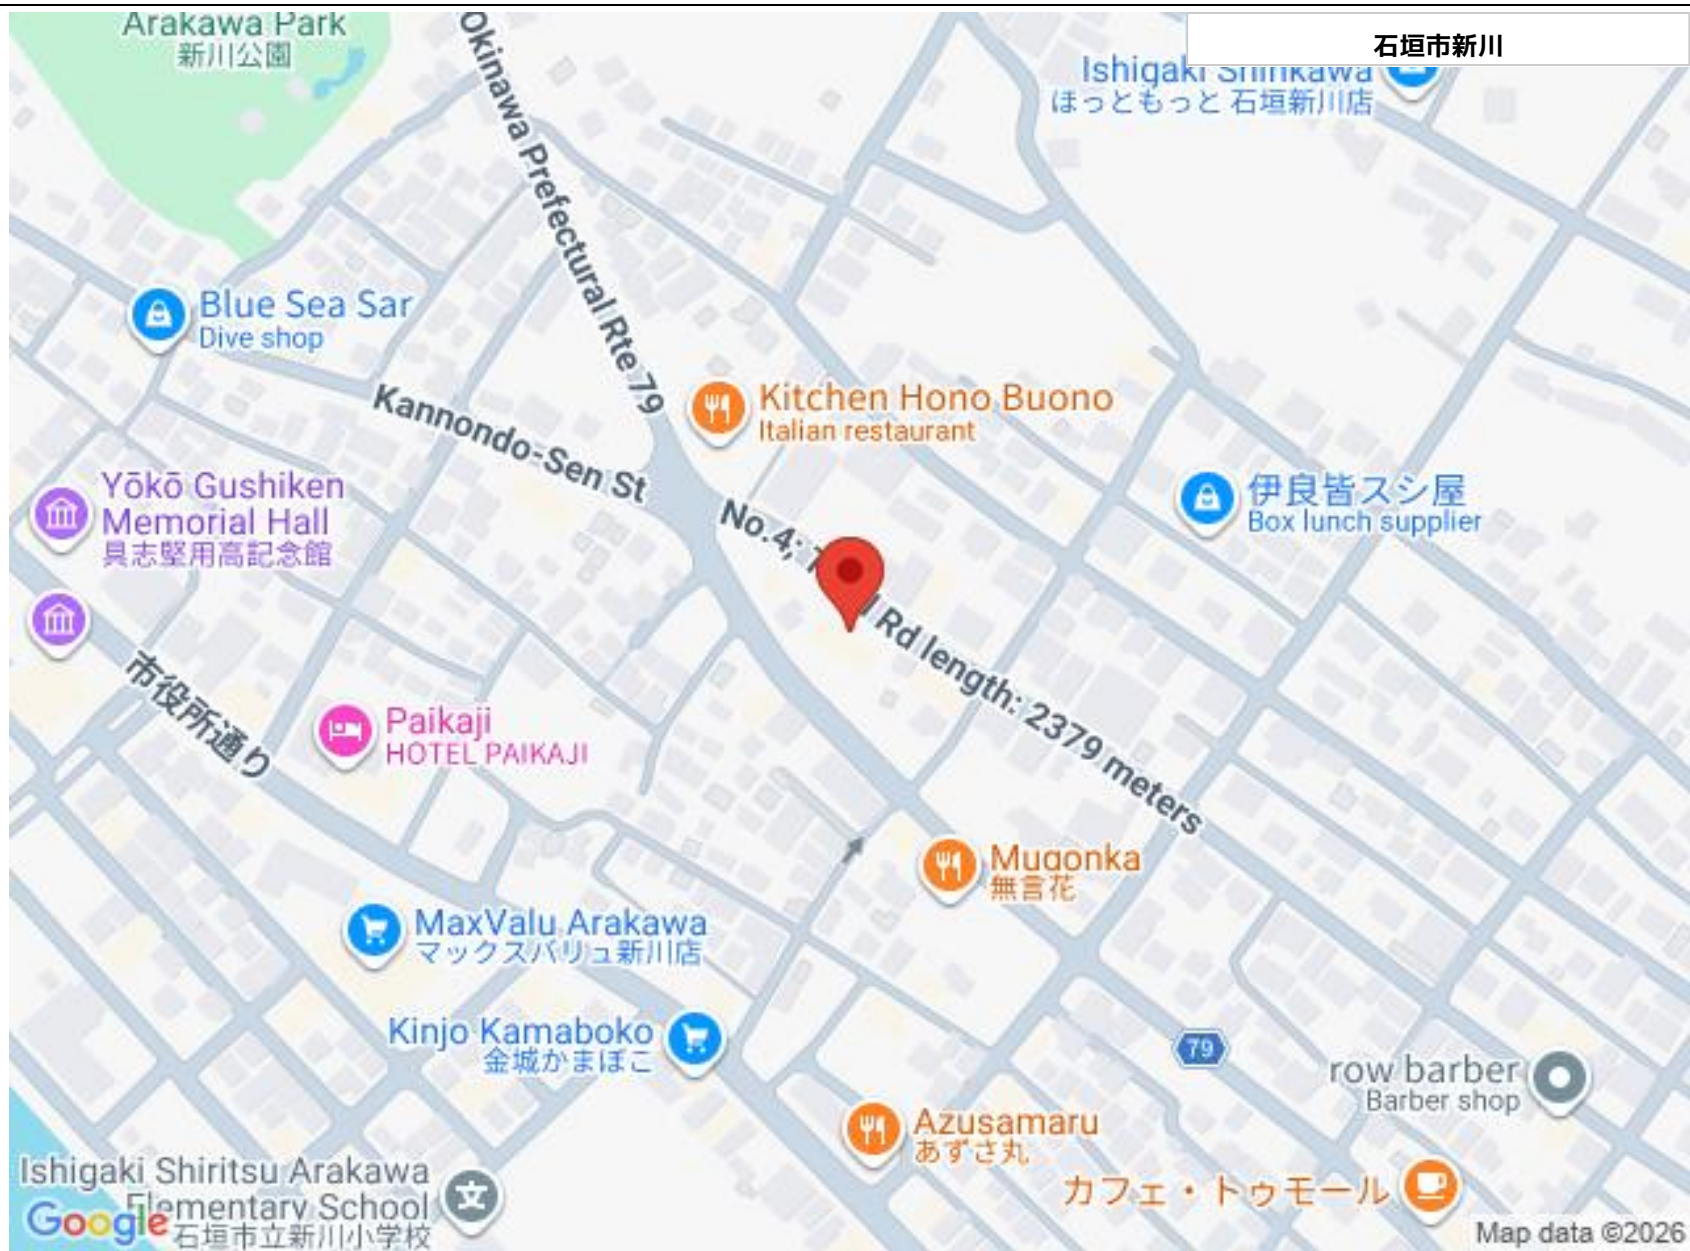 Arakawa Park
新川公園
Okinawa Prefectural Rte 79
石垣市新川
Ishigaki Shinkawa
ほっともっと 石垣新川店
Blue Sea Sar
Dive shop
Kannondo-Sen St
Kitchen Hono Buono
Italian restaurant
Yōkō Gushiken
Memorial Hall
具志堅用高記念館
No.4;
Rd length: 2379 meters
伊良皆スシ屋
Box lunch supplier
市役所通り
Paikaji
HOTEL PAIKAJI
Mugonka
無言花
MaxValu Arakawa
マックスバリュ新川店
Kinjo Kamaboko
金城かまぼこ
79
row barber
Barber shop
Azusamaru
あずさ丸
カフェ・トゥモール
Ishigaki Shiritsu Arakawa
Elementary School
石垣市立新川小学校
文
Google
Map data ©2026